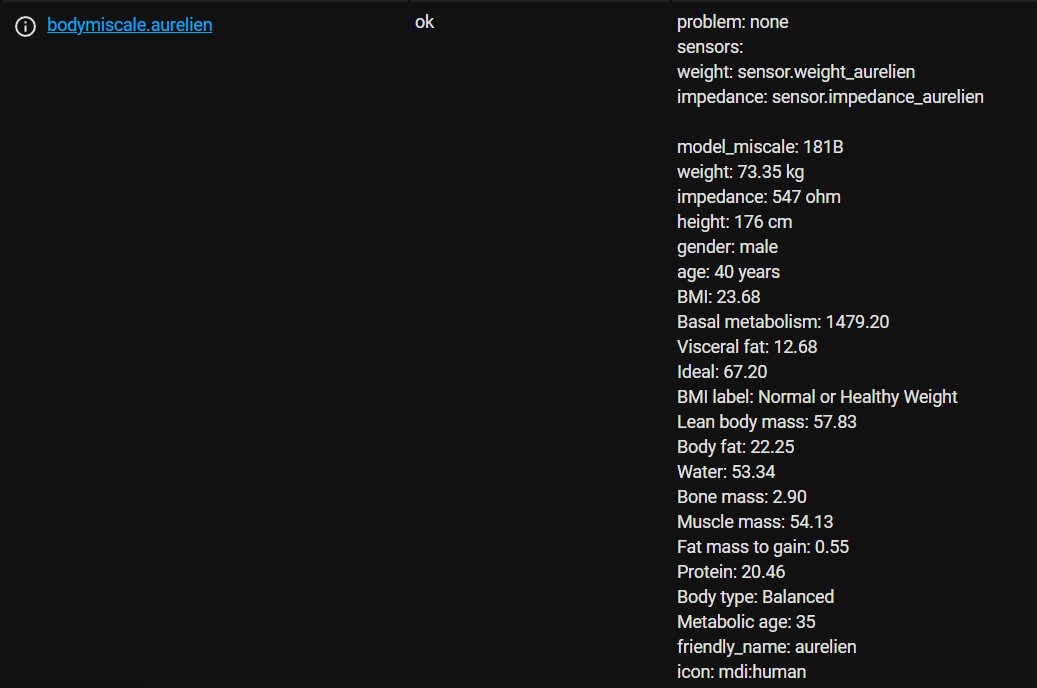 bodymiscale.aurelien
ok
problem: none
sensors:
weight: sensor.weight_aurelien
impedance: sensor.impedance_aurelien
model_miscale: 181B
weight: 73.35 kg
impedance: 547 ohm
height: 176 cm
gender: male
age: 40 years
BMI: 23.68
Basal metabolism: 1479.20
Visceral fat: 12.68
Ideal: 67.20
BMI label: Normal or Healthy Weight
Lean body mass: 57.83
Body fat: 22.25
Water: 53.34
Bone mass: 2.90
Muscle mass: 54.13
Fat mass to gain: 0.55
Protein: 20.46
Body type: Balanced
Metabolic age: 35
friendly_name: aurelien
icon: mdi:human